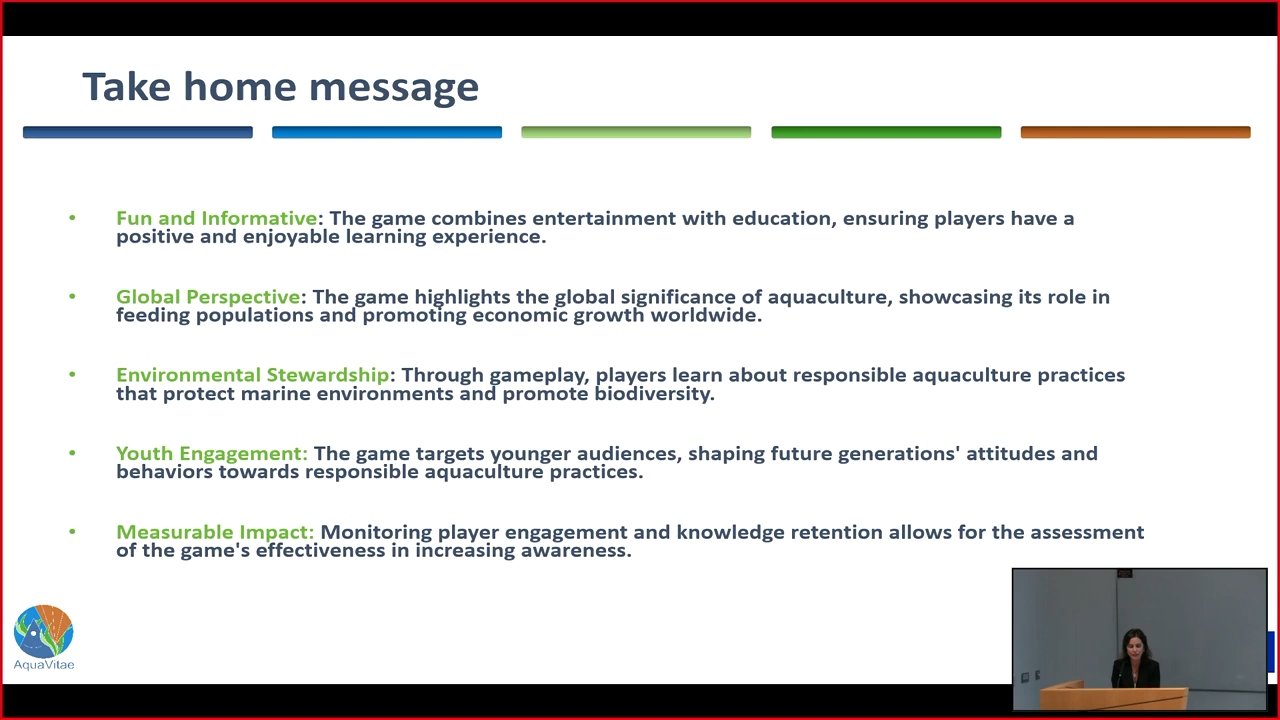 Take home message
• Fun and Informative: The game combines entertainment with education, ensuring players have a
positive and enjoyable learning experience.
• Global Perspective: The game highlights the global significance of aquaculture, showcasing its role in
feeding populations and promoting economic growth worldwide.
• Environmental Stewardship: Through gameplay, players learn about responsible aquaculture practices
that protect marine environments and promote biodiversity.
• Youth Engagement: The game targets younger audiences, shaping future generations' attitudes and
behaviors towards responsible aquaculture practices.
• Measurable Impact: Monitoring player engagement and knowledge retention allows for the assessment
of the game's effectiveness in increasing awareness.
AquaVitae